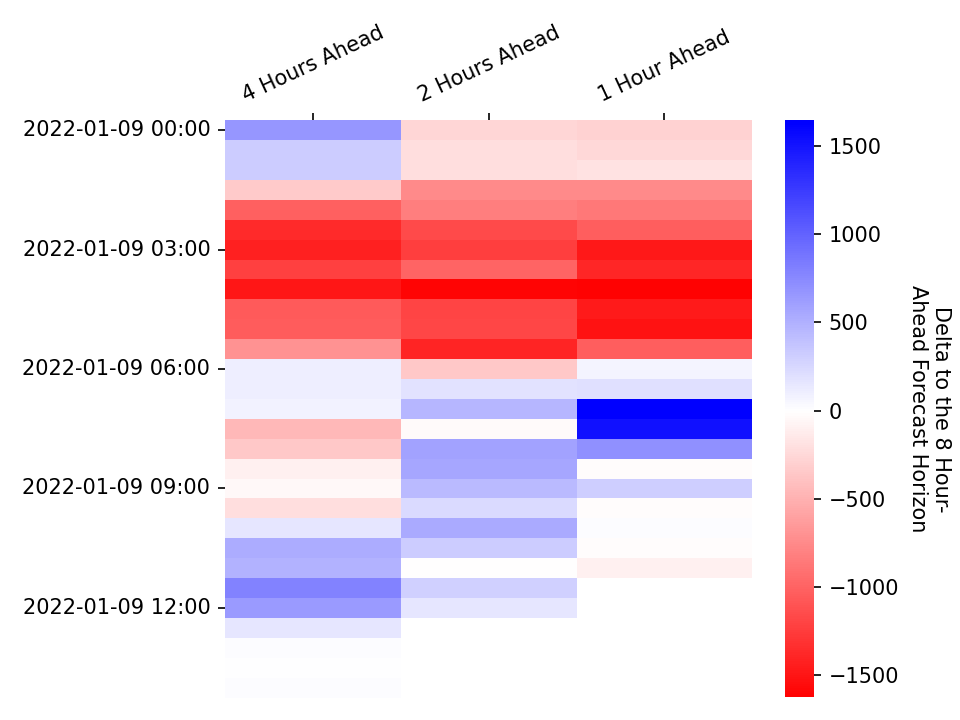 4 Hours Ahead
2 Hours Ahead
1 Hour Ahead
2022-01-09 00:00
2022-01-09 03:00
2022-01-09 06:00
2022-01-09 09:00
2022-01-09 12:00
1500
1000
500
0
−500
−1000
−1500
Delta to the 8 Hour-
Ahead Forecast Horizon